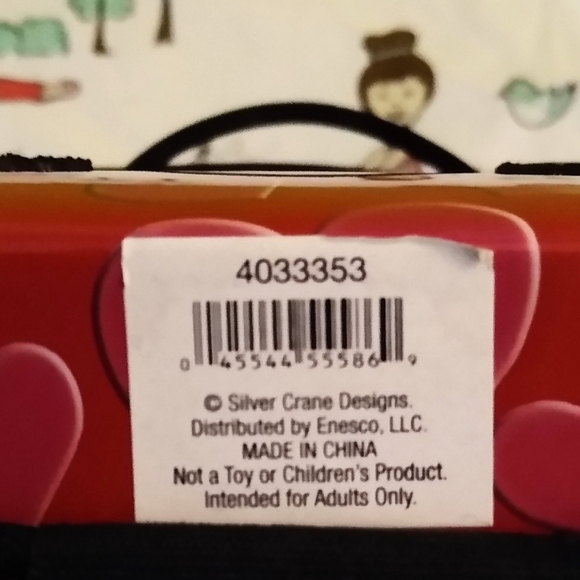 4033353
0 45544 55586 9
© Silver Crane Designs.
Distributed by Enesco, LLC.
MADE IN CHINA
Not a Toy or Children's Product.
Intended for Adults Only.